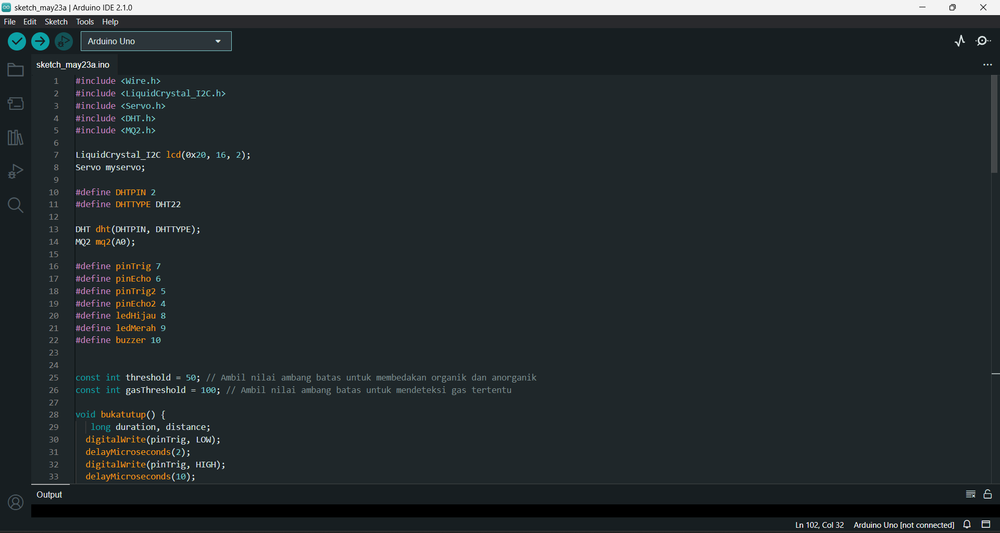 sketch_may23a | Arduino IDE 2.1.0
File Edit Sketch Tools Help
Arduino Uno
sketch_may23a.ino
1 #include <Wire.h>
2 #include <LiquidCrystal_I2C.h>
3 #include <Servo.h>
4 #include <DHT.h>
5 #include <MQ2.h>
6
7 LiquidCrystal_I2C lcd(0x20, 16, 2);
8 Servo myservo;
9
10 #define DHTPIN 2
11 #define DHTTYPE DHT22
12
13 DHT dht(DHTPIN, DHTTYPE);
14 MQ2 mq2(A0);
15
16 #define pinTrig 7
17 #define pinEcho 6
18 #define pinTrig2 5
19 #define pinEcho2 4
20 #define ledHijau 8
21 #define ledMerah 9
22 #define buzzer 10
23
24
25 const int threshold = 50; // Ambil nilai ambang batas untuk membedakan organik dan anorganik
26 const int gasThreshold = 100; // Ambil nilai ambang batas untuk mendeteksi gas tertentu
27
28 void bukatutup() {
29 long duration, distance;
30 digitalWrite(pinTrig, LOW);
31 delayMicroseconds(2);
32 digitalWrite(pinTrig, HIGH);
33 delayMicroseconds(10);
Output
Ln 102, Col 32 Arduino Uno [not connected]